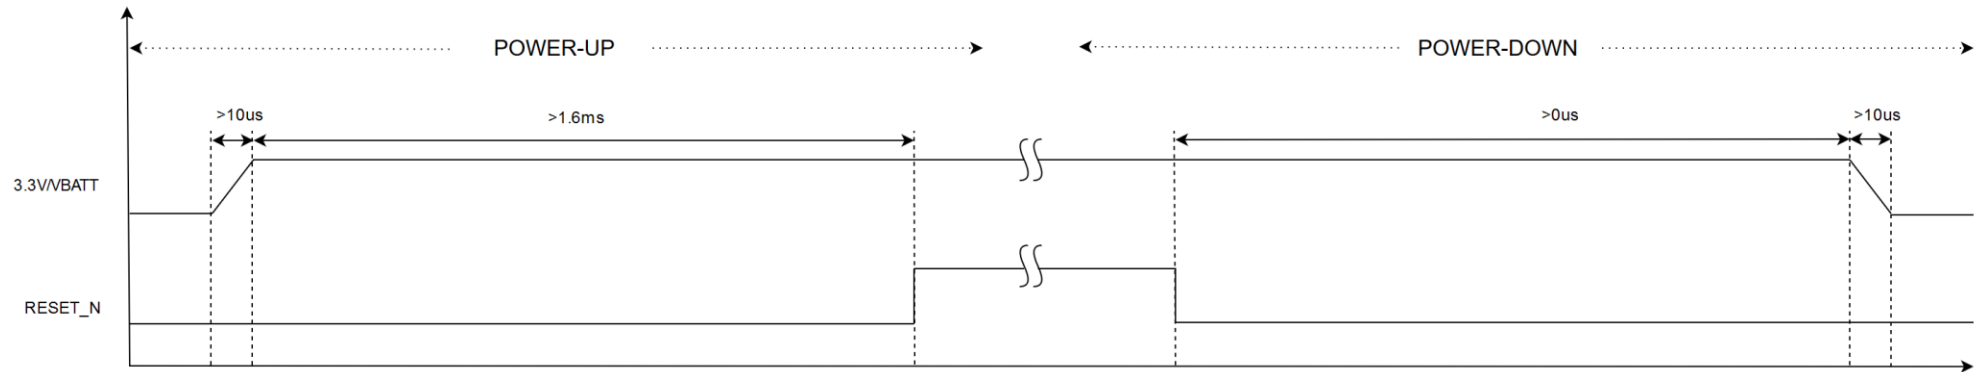 POWER-UP
POWER-DOWN
>10us
>1.6ms
>0us
>10us
3.3V/VBATT
RESET_N